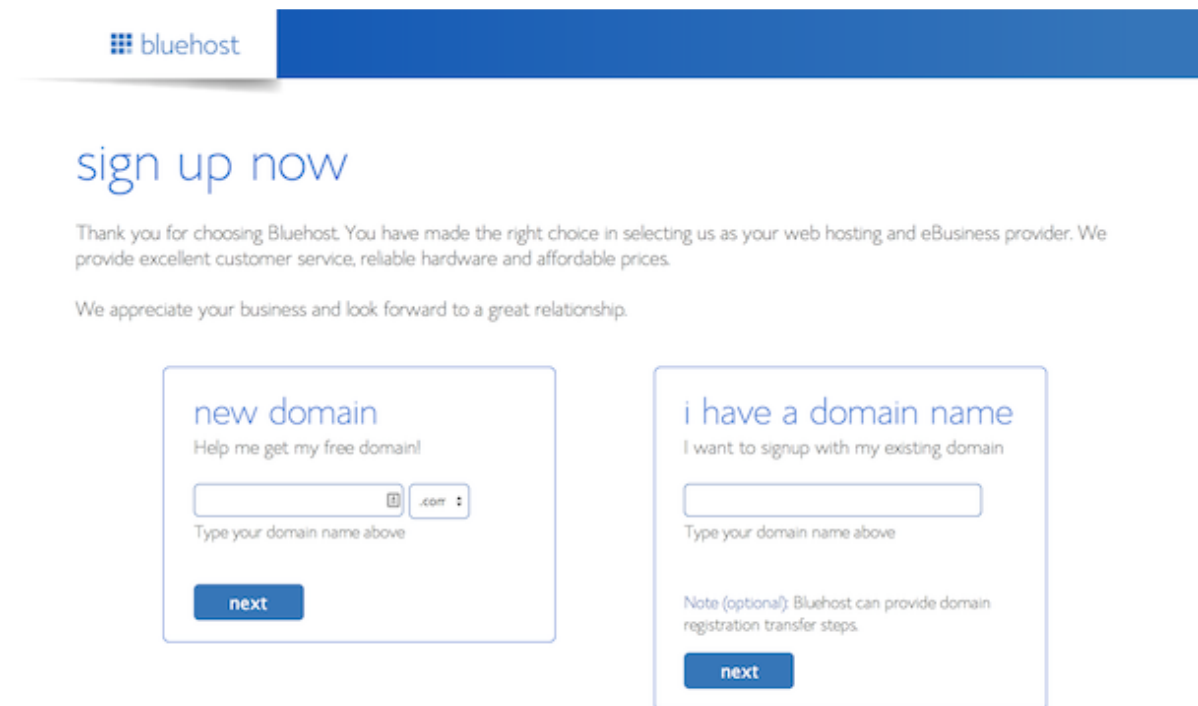 bluehost
sign up now
Thank you for choosing Bluehost. You have made the right choice in selecting us as your web hosting and eBusiness provider. We
provide excellent customer service, reliable hardware and affordable prices.
We appreciate your business and look forward to a great relationship.
new domain
Help me get my free domain!
.com
Type your domain name above
next
i have a domain name
I want to signup with my existing domain
Type your domain name above
Note (optional): Bluehost can provide domain
registration transfer steps.
next